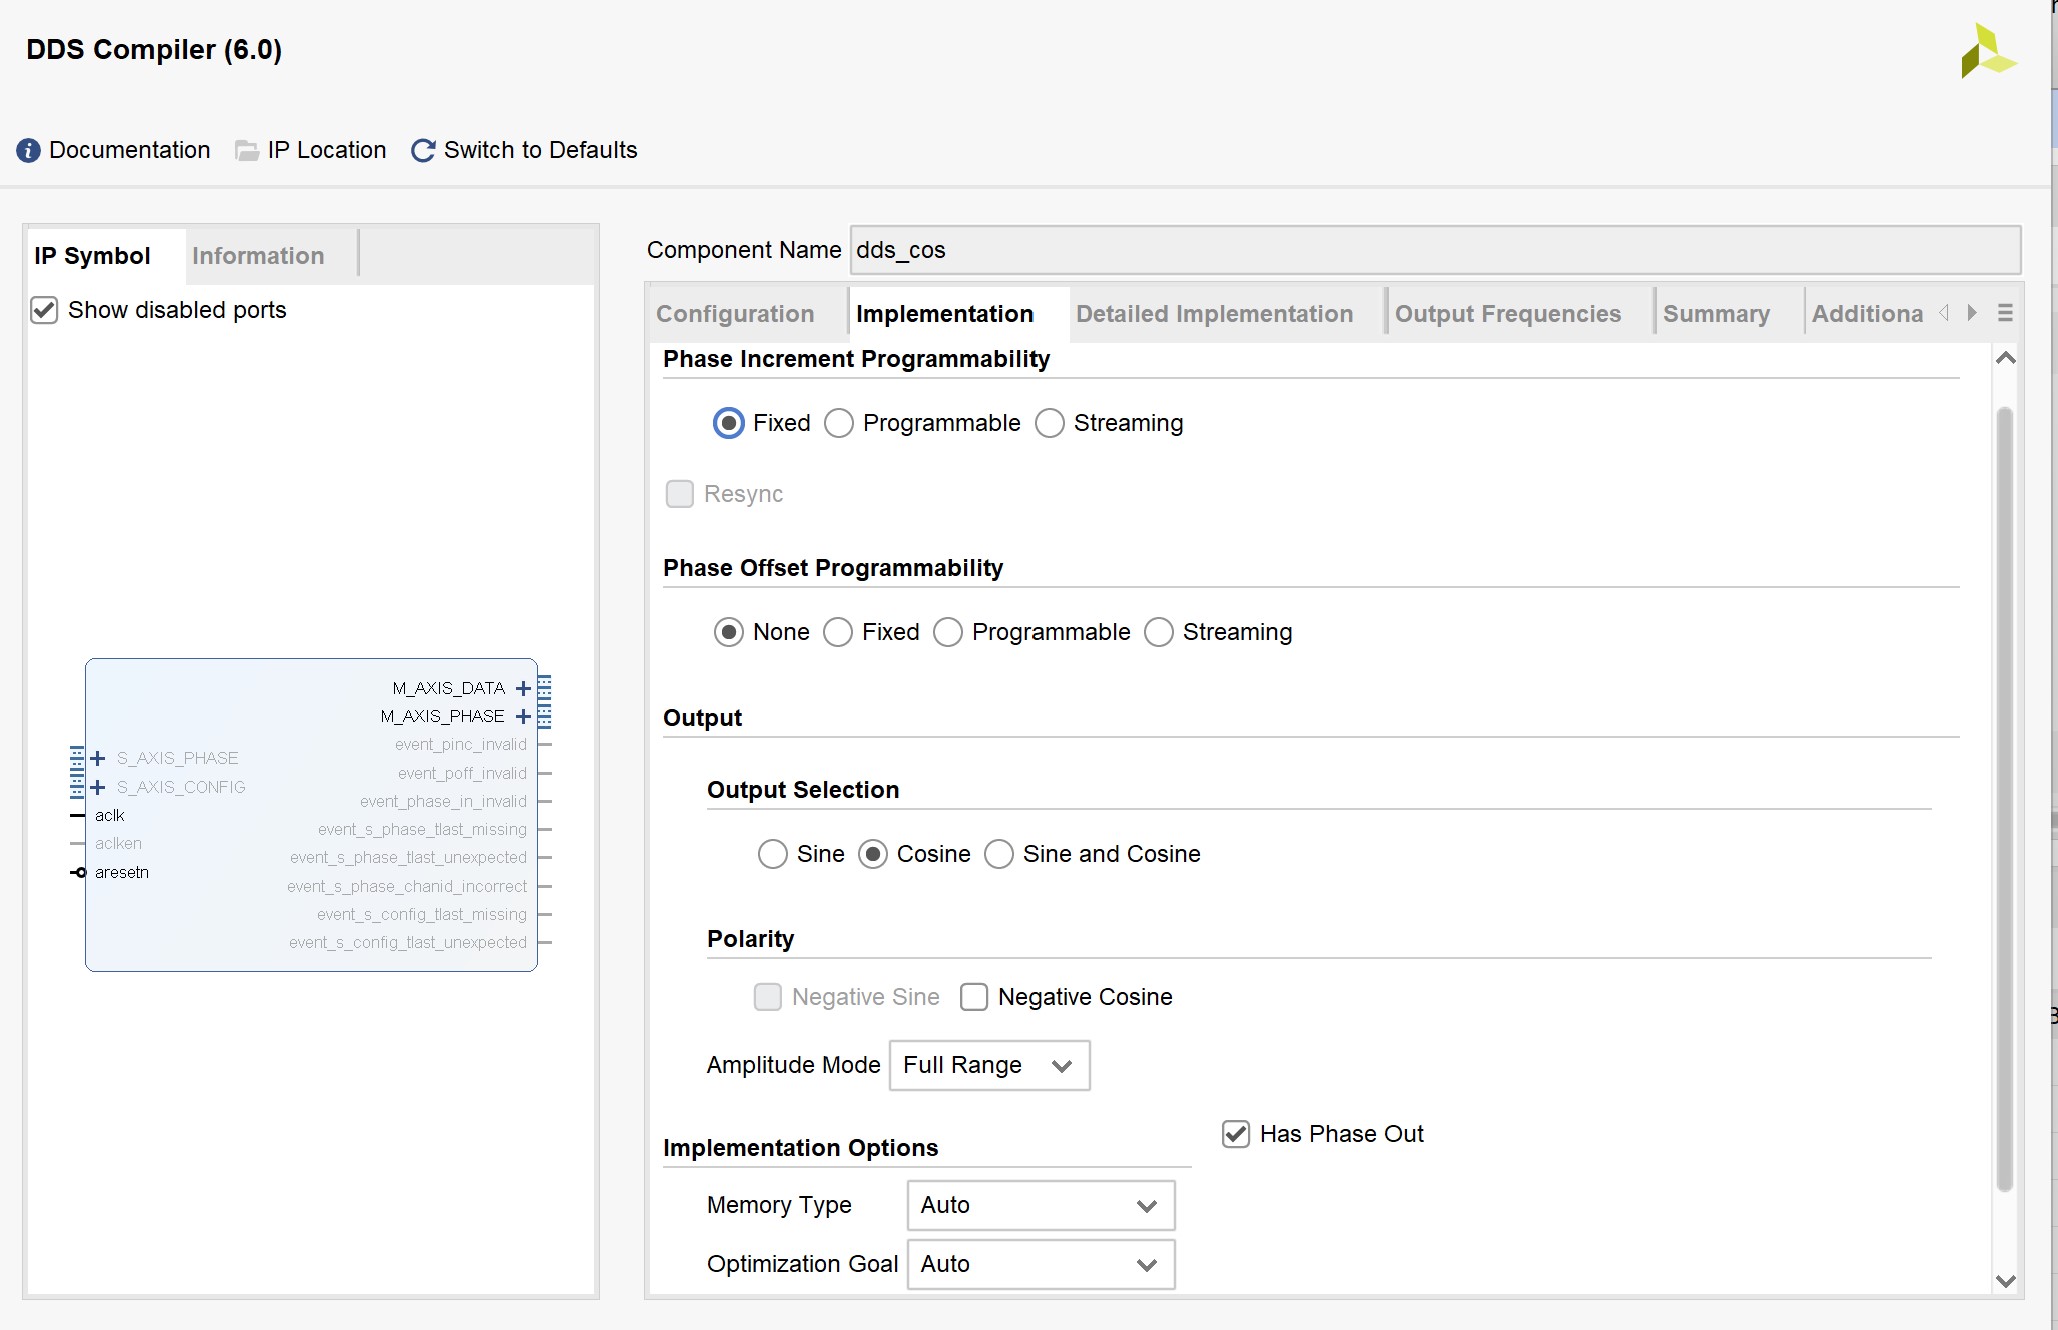 DDS Compiler (6.0)
Documentation IP Location Switch to Defaults
IP Symbol Information
Show disabled ports
M_AXIS_DATA
M_AXIS_PHASE
event_pinc_invalid
S_AXIS_PHASE
event_poff_invalid
S_AXIS_CONFIG
event_phase_in_invalid
aclk
event_s_phase_tlast_missing
aclken
event_s_phase_tlast_unexpected
aresetn
event_s_phase_chanid_incorrect
event_s_config_tlast_missing
event_s_config_tlast_unexpected
Component Name dds_cos
Configuration Implementation Detailed Implementation Output Frequencies Summary Additiona
Phase Increment Programmability
Fixed Programmable Streaming
Resync
Phase Offset Programmability
None Fixed Programmable Streaming
Output
Output Selection
Sine Cosine Sine and Cosine
Polarity
Negative Sine Negative Cosine
Amplitude Mode Full Range
Has Phase Out
Implementation Options
Memory Type Auto
Optimization Goal Auto